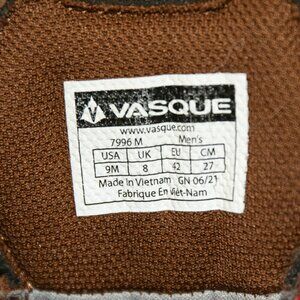 VASQUE
www.vasque.com
7996 M Men's
USA UK EU CM
9M 8 42 27
Made In Vietnam GN 06/21
Fabrique En Viêt-Nam